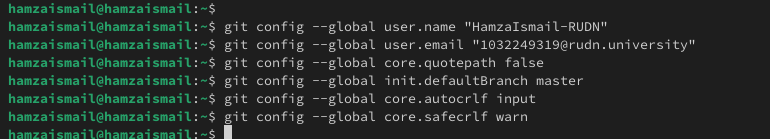 hamzaismail@hamzaismail:~$
hamzaismail@hamzaismail:~$ git config --global user.name "HamzaIsmail-RUDN"
hamzaismail@hamzaismail:~$ git config --global user.email "1032249319@rudn.university"
hamzaismail@hamzaismail:~$ git config --global core.quotepath false
hamzaismail@hamzaismail:~$ git config --global init.defaultBranch master
hamzaismail@hamzaismail:~$ git config --global core.autocrlf input
hamzaismail@hamzaismail:~$ git config --global core.safecrlf warn
hamzaismail@hamzaismail:~$